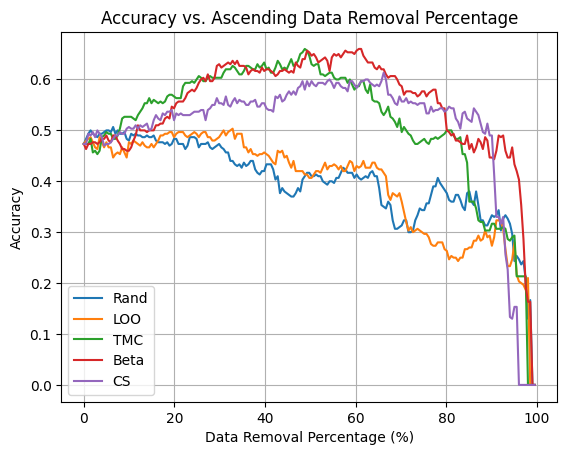 Accuracy vs. Ascending Data Removal Percentage
Accuracy
0.6
0.5
0.4
0.3
0.2
0.1
0.0
Rand
LOO
TMC
Beta
CS
0 20 40 60 80 100
Data Removal Percentage (%)